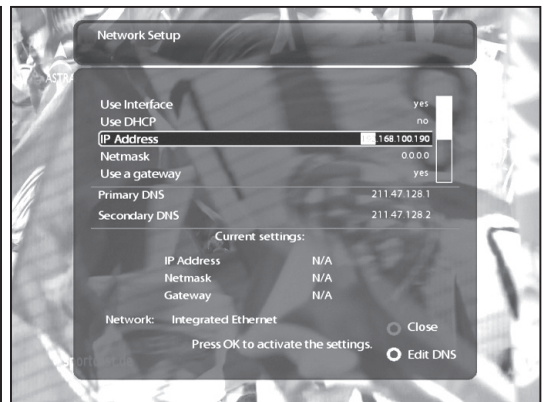 Network Setup
ASTRA
Use Interface yes
Use DHCP no
IP Address .168.100.190
Netmask 0.0.0.0
Use a gateway yes
Primary DNS 211.47.128.1
Secondary DNS 211.47.128.2
Current settings:
IP Address N/A
Netmask N/A
Gateway N/A
Network: Integrated Ethernet
Close
Press OK to activate the settings.
Edit DNS